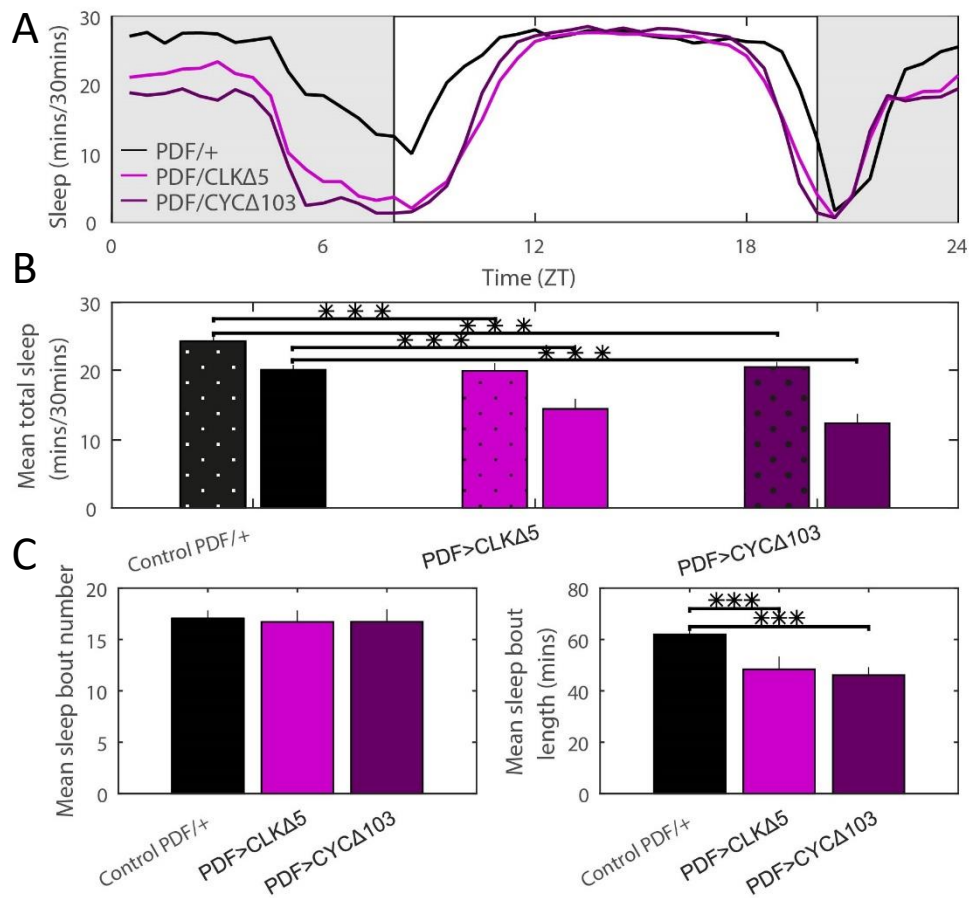 A
Sleep (mins/30mins)
30
20
10
0
PDF/+
PDF/CLKΔ5
PDF/CYCΔ103
0
6
12
18
24
Time (ZT)
B
Mean total sleep
(mins/30mins)
30
20
10
0
✳ ✳ ✳
✳ ✳ ✳
✳ ✳ ✳
✳ ✳ ✳
Control PDF/+
PDF>CLKΔ5
PDF>CYCΔ103
C
Mean sleep bout number
20
15
10
5
0
Control PDF/+
PDF>CLKΔ5
PDF>CYCΔ103
Mean sleep bout
length (mins)
80
60
40
20
0
✳✳✳
✳✳✳
Control PDF/+
PDF>CLKΔ5
PDF>CYCΔ103